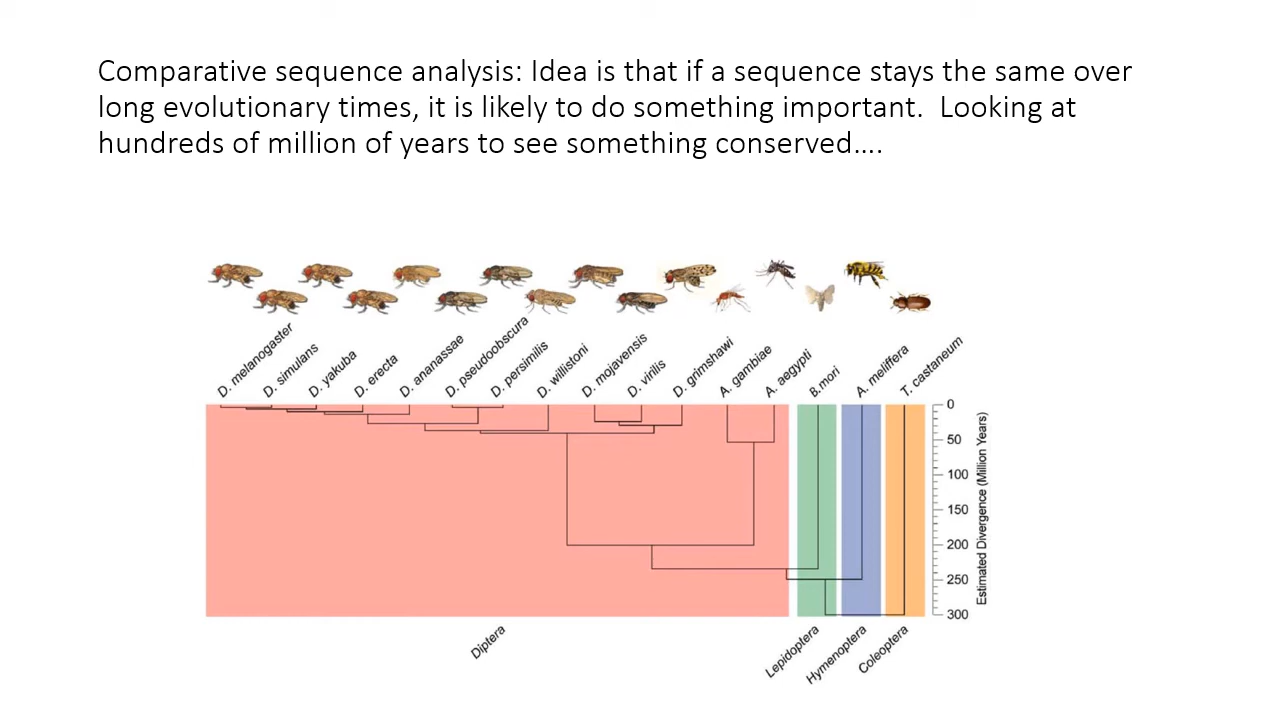 Comparative sequence analysis: Idea is that if a sequence stays the same over
long evolutionary times, it is likely to do something important.  Looking at
hundreds of million of years to see something conserved….
D. melanogaster
D. simulans
D. yakuba
D. erecta
D. ananassae
D. pseudoobscura
D. persimilis
D. willistoni
D. mojavensis
D. virilis
D. grimshawi
A. gambiae
A. aegypti
B.mori
A. meliffera
T. castaneum
0
50
100
150
200
250
300
Estimated Divergence (Million Years)
Diptera
Lepidoptera
Hymenoptera
Coleoptera